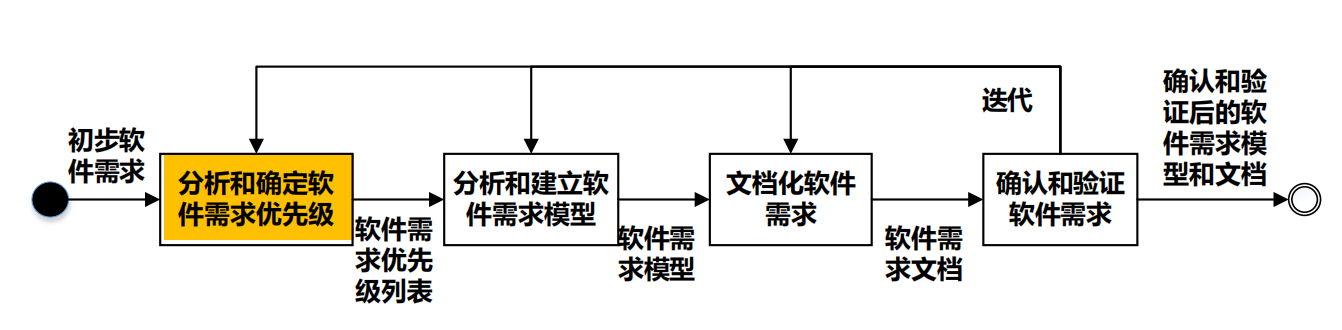 初步软
件需求
分析和确定软
件需求优先级
软件需
求优先
级列表
分析和建立软
件需求模型
软件需
求模型
文档化软件
需求
软件需
求文档
迭代
确认和验证
软件需求
确认和验
证后的软
件需求模
型和文档